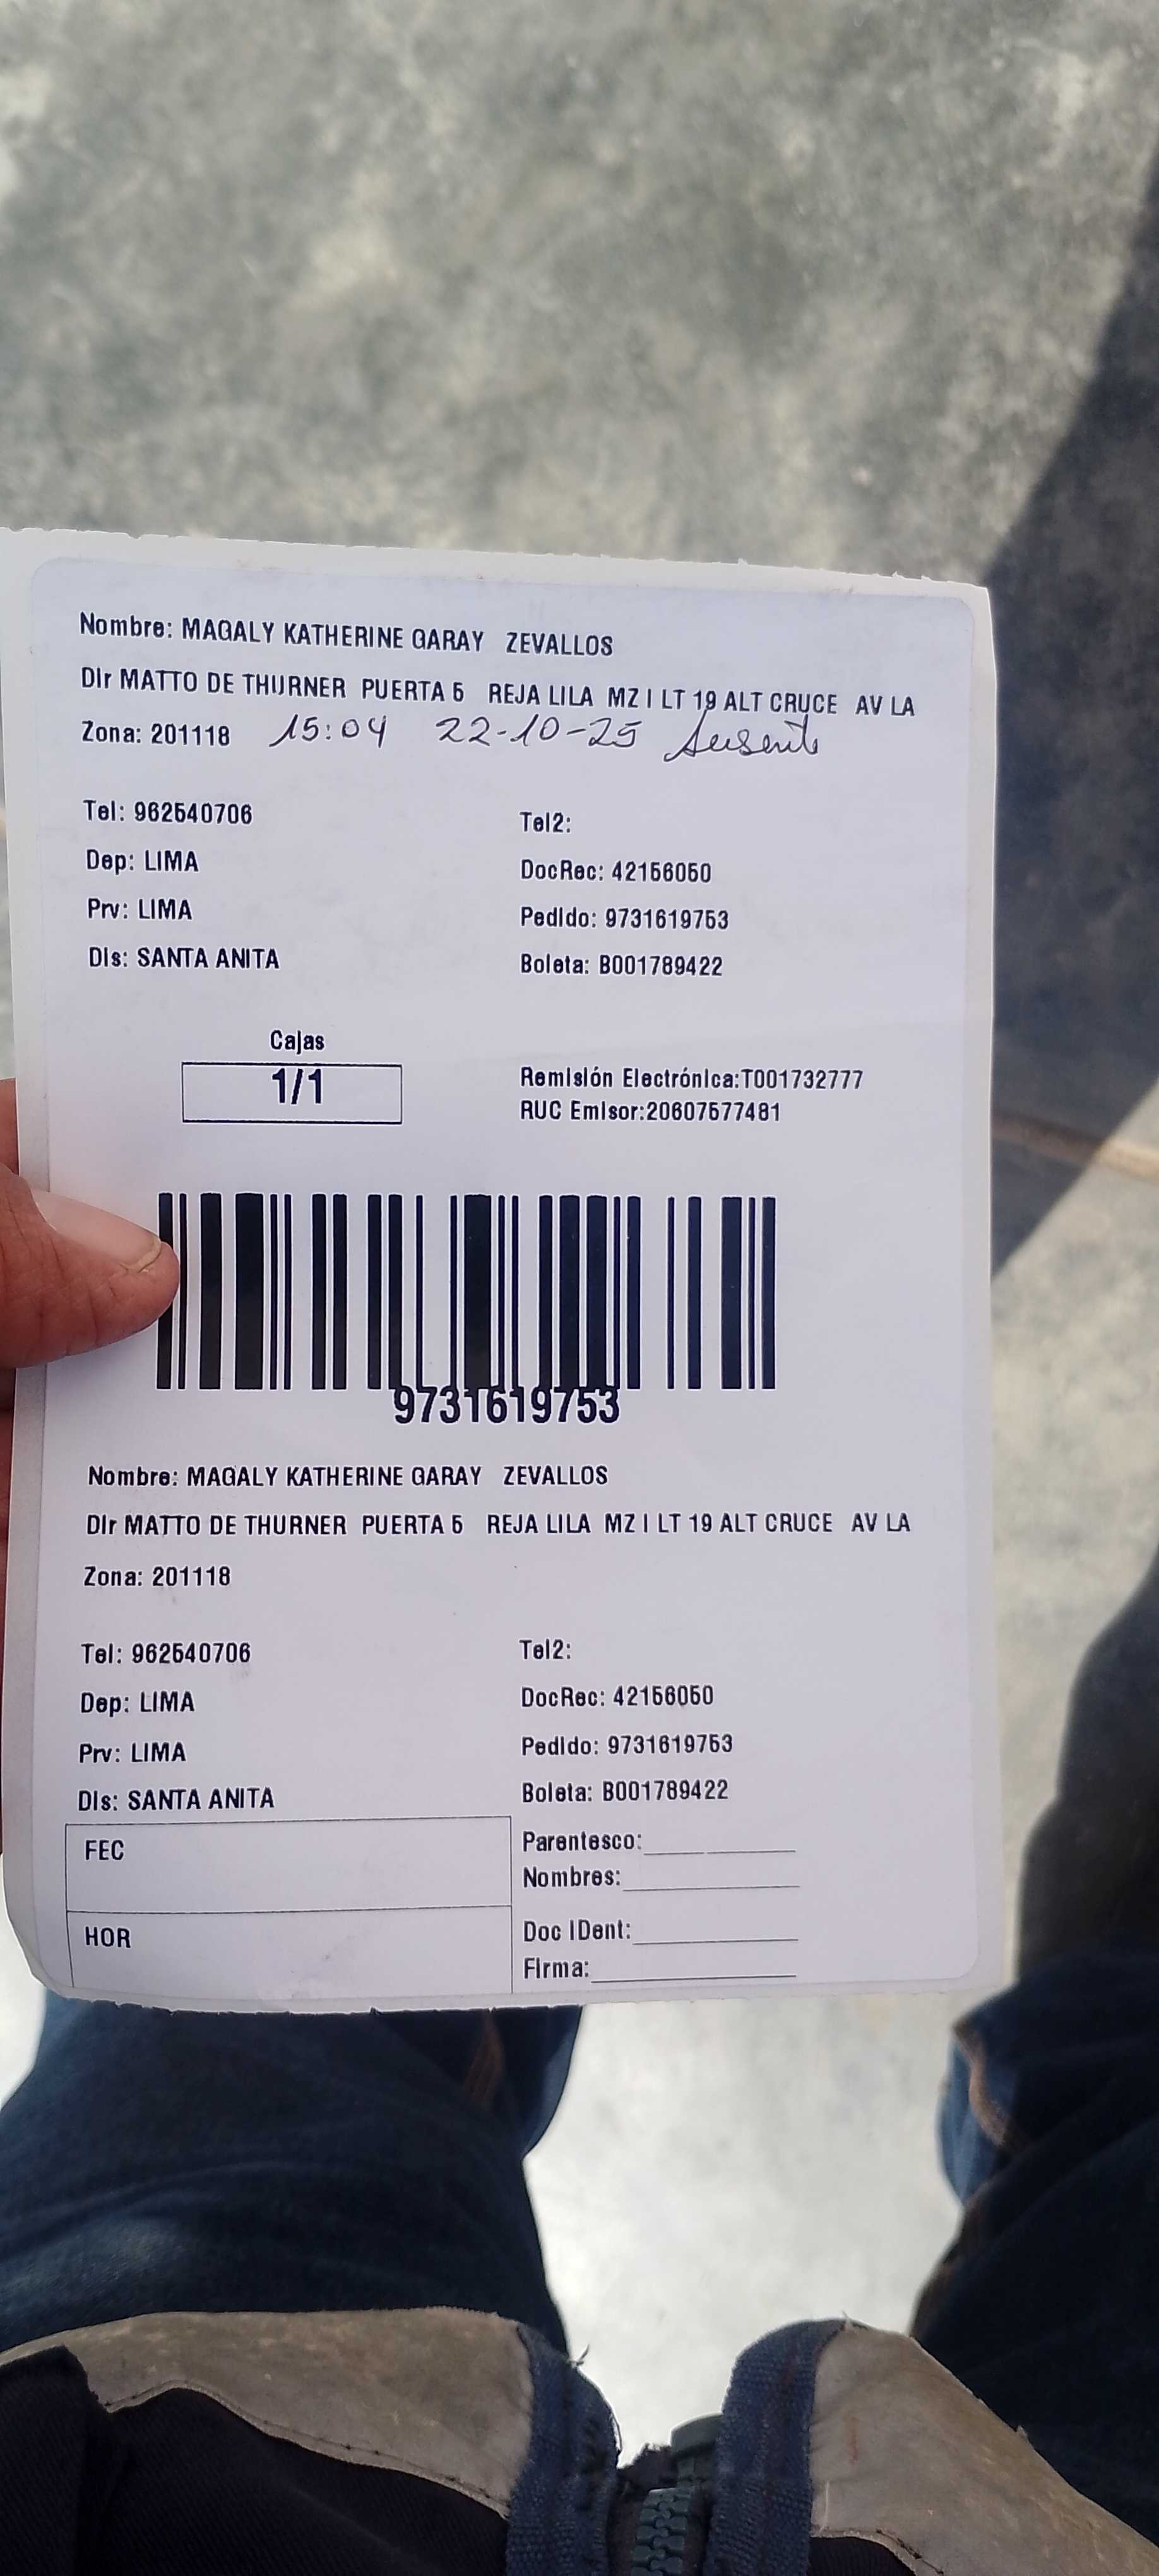 Nombre: MAGALY KATHERINE GARAY ZEVALLOS
Dir MATTO DE THURNER PUERTA 5 REJA LILA MZ I LT 19 ALT CRUCE AV LA
Zona: 201118 15:04 22-10-25 Ausente
Tel: 962540706 Tel2:
Dep: LIMA DocRec: 42156050
Prv: LIMA Pedido: 9731619753
Dis: SANTA ANITA Boleta: B001789422
Cajas
1/1 Remisión Electrónica:T001732777
RUC Emisor:20607577481
9731619753
Nombre: MAGALY KATHERINE GARAY ZEVALLOS
Dir MATTO DE THURNER PUERTA 5 REJA LILA MZ I LT 19 ALT CRUCE AV LA
Zona: 201118
Tel: 962540706 Tel2:
Dep: LIMA DocRec: 42156050
Prv: LIMA Pedido: 9731619753
Dis: SANTA ANITA Boleta: B001789422
FEC Parentesco:
Nombres:
HOR Doc IDent:
Firma: